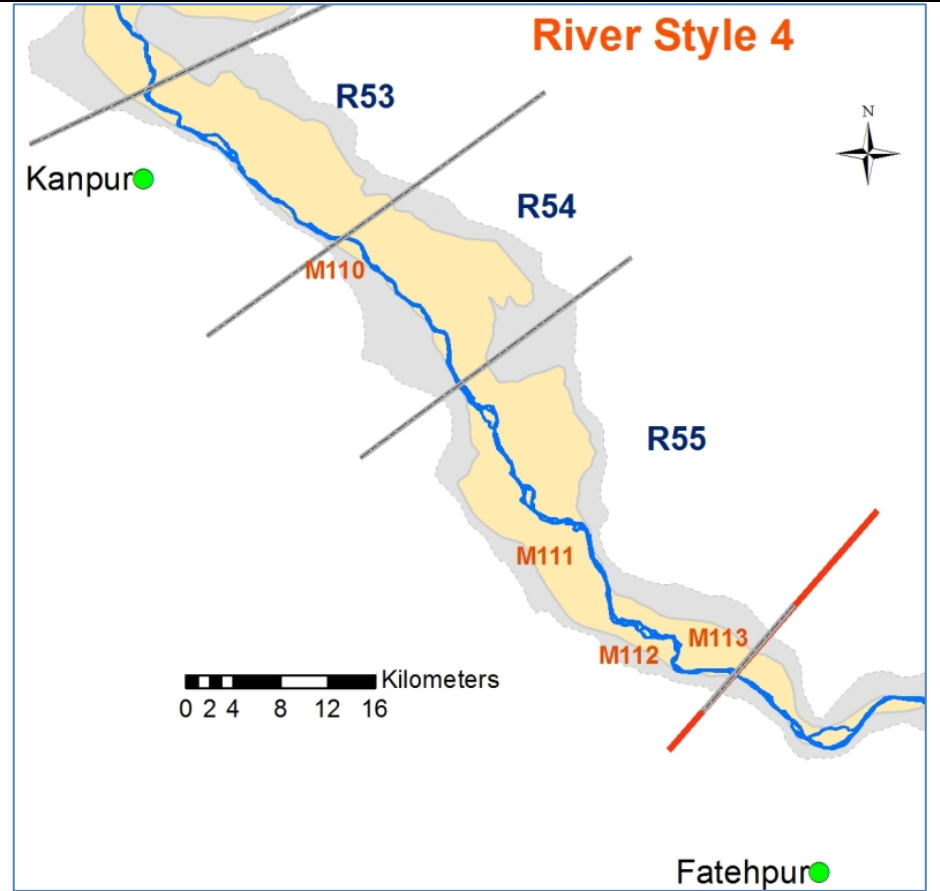 River Style 4
R53
N
Kanpur
R54
M110
R55
M111
M113
M112
Kilometers
0 2 4 8 12 16
Fatehpur